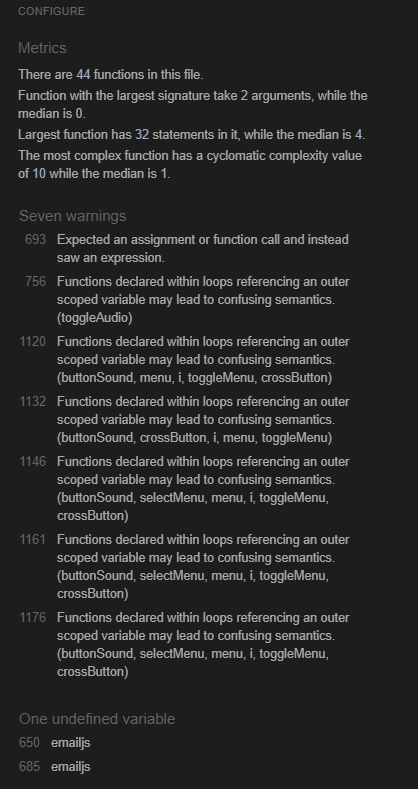 CONFIGURE
Metrics
There are 44 functions in this file.
Function with the largest signature take 2 arguments, while the
median is 0.
Largest function has 32 statements in it, while the median is 4.
The most complex function has a cyclomatic complexity value
of 10 while the median is 1.
Seven warnings
693 Expected an assignment or function call and instead
saw an expression.
756 Functions declared within loops referencing an outer
scoped variable may lead to confusing semantics.
(toggleAudio)
1120 Functions declared within loops referencing an outer
scoped variable may lead to confusing semantics.
(buttonSound, menu, i, toggleMenu, crossButton)
1132 Functions declared within loops referencing an outer
scoped variable may lead to confusing semantics.
(buttonSound, crossButton, i, menu, toggleMenu)
1146 Functions declared within loops referencing an outer
scoped variable may lead to confusing semantics.
(buttonSound, selectMenu, menu, i, toggleMenu,
crossButton)
1161 Functions declared within loops referencing an outer
scoped variable may lead to confusing semantics.
(buttonSound, selectMenu, menu, i, toggleMenu,
crossButton)
1176 Functions declared within loops referencing an outer
scoped variable may lead to confusing semantics.
(buttonSound, selectMenu, menu, i, toggleMenu,
crossButton)
One undefined variable
650 emailjs
685 emailjs